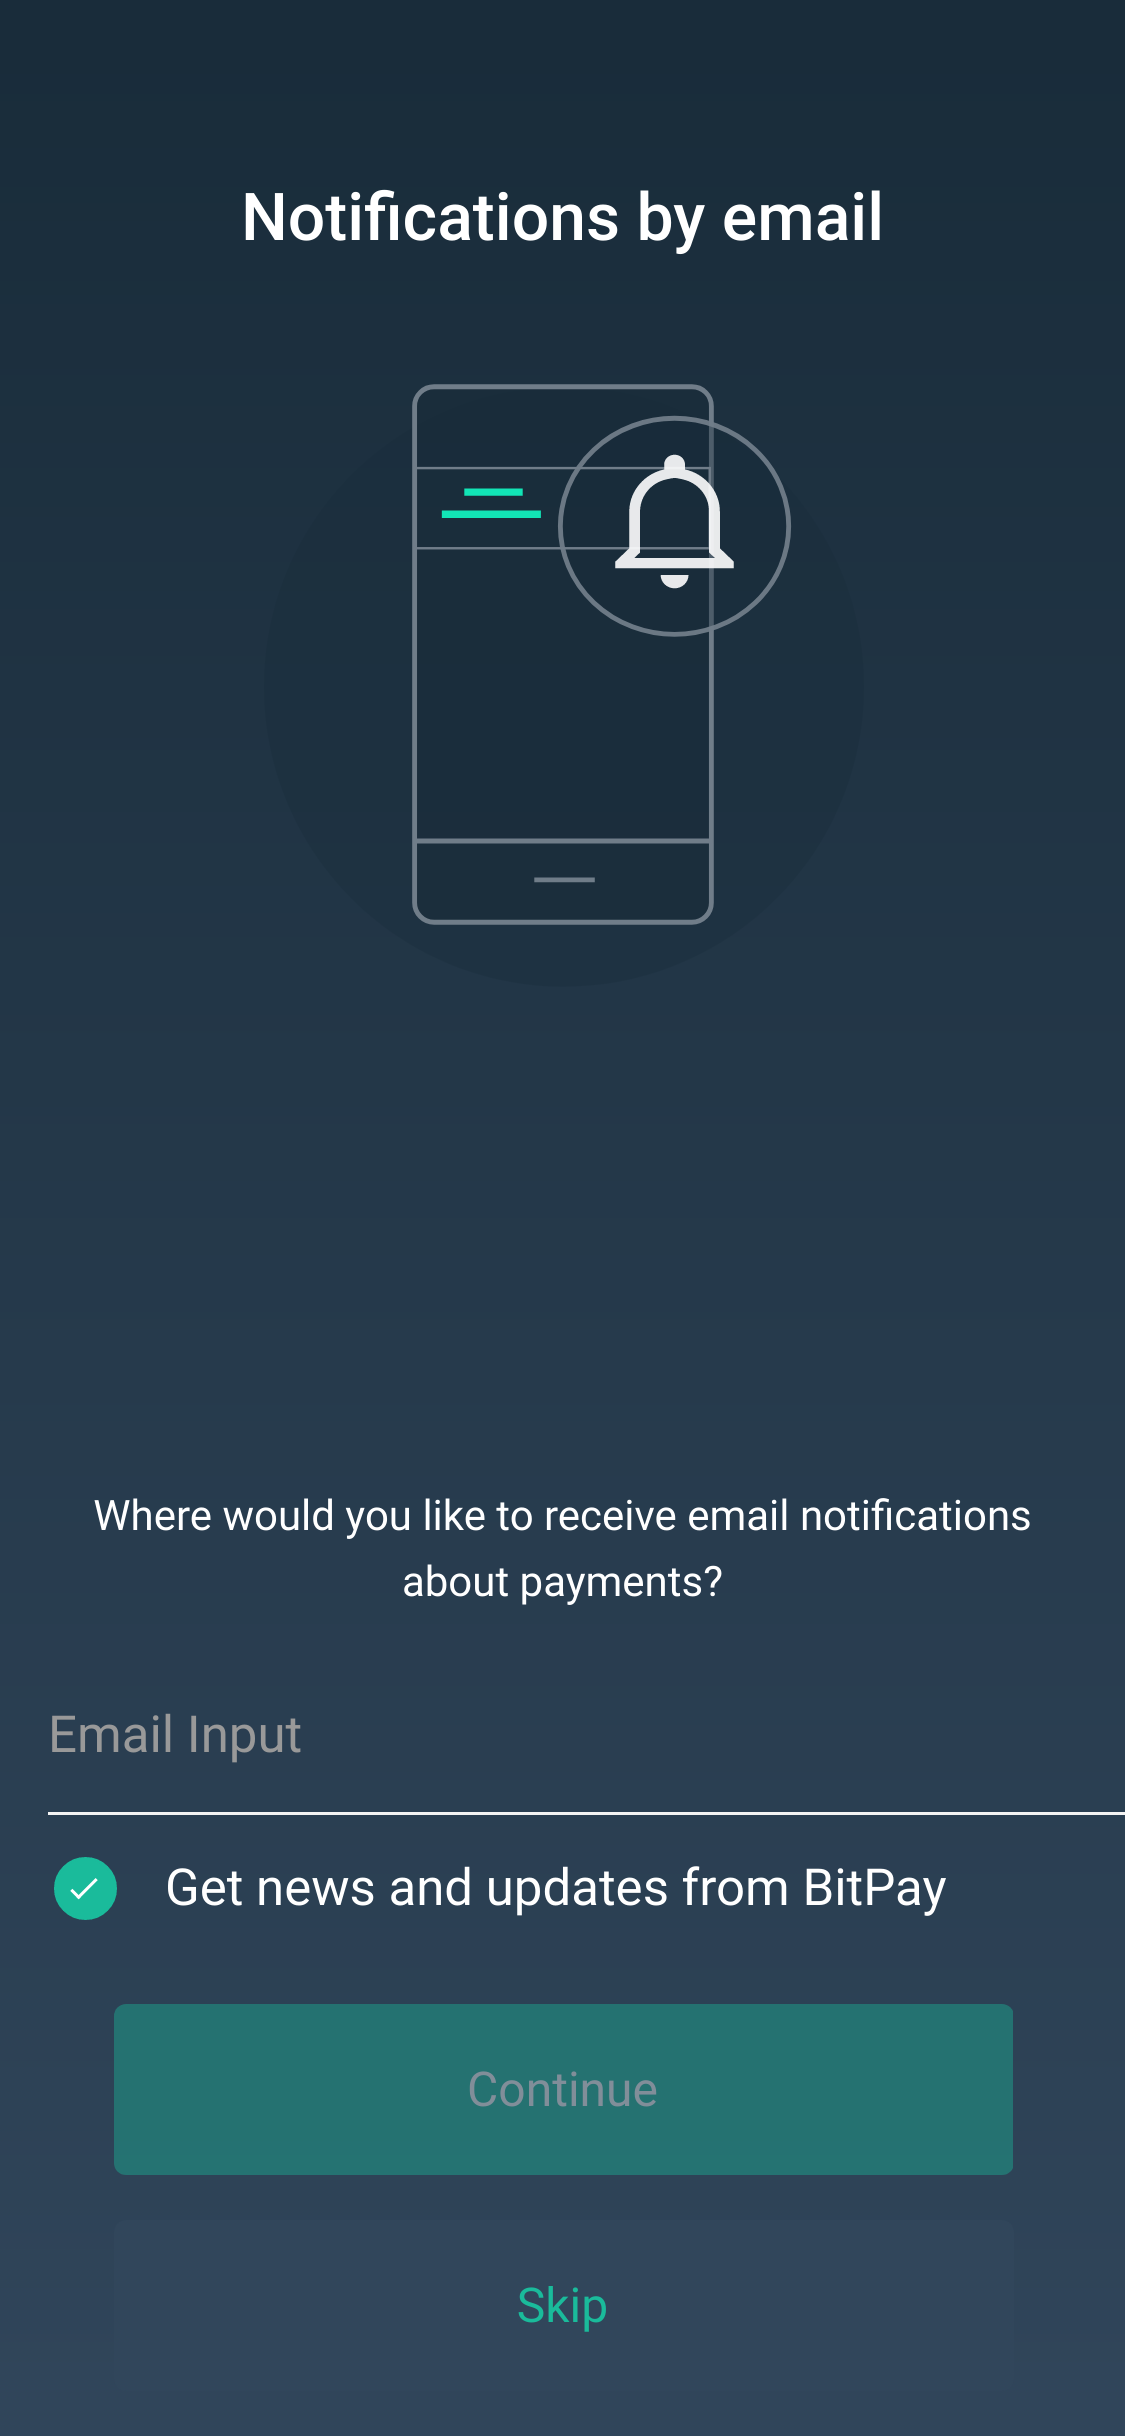 Notifications by email
Where would you like to receive email notifications
about payments?
Email Input
Get news and updates from BitPay
Continue
Skip